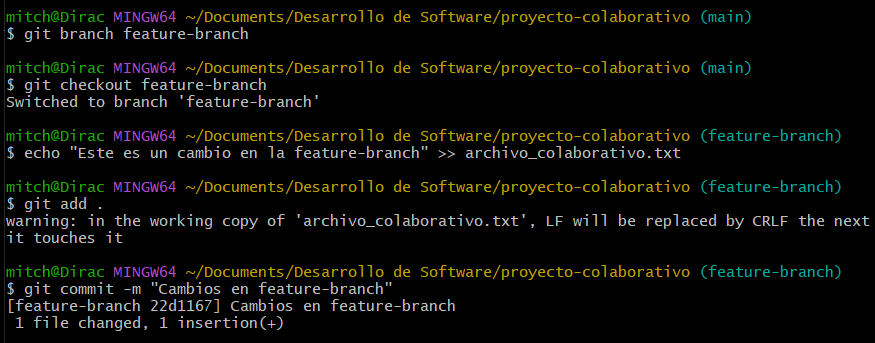 mitch@Dirac MINGW64 ~/Documents/Desarrollo de Software/proyecto-colaborativo (main)
$ git branch feature-branch
mitch@Dirac MINGW64 ~/Documents/Desarrollo de Software/proyecto-colaborativo (main)
$ git checkout feature-branch
Switched to branch 'feature-branch'
mitch@Dirac MINGW64 ~/Documents/Desarrollo de Software/proyecto-colaborativo (feature-branch)
$ echo "Este es un cambio en la feature-branch" >> archivo_colaborativo.txt
mitch@Dirac MINGW64 ~/Documents/Desarrollo de Software/proyecto-colaborativo (feature-branch)
$ git add .
warning: in the working copy of 'archivo_colaborativo.txt', LF will be replaced by CRLF the next
it touches it
mitch@Dirac MINGW64 ~/Documents/Desarrollo de Software/proyecto-colaborativo (feature-branch)
$ git commit -m "Cambios en feature-branch"
[feature-branch 22d1167] Cambios en feature-branch
 1 file changed, 1 insertion(+)